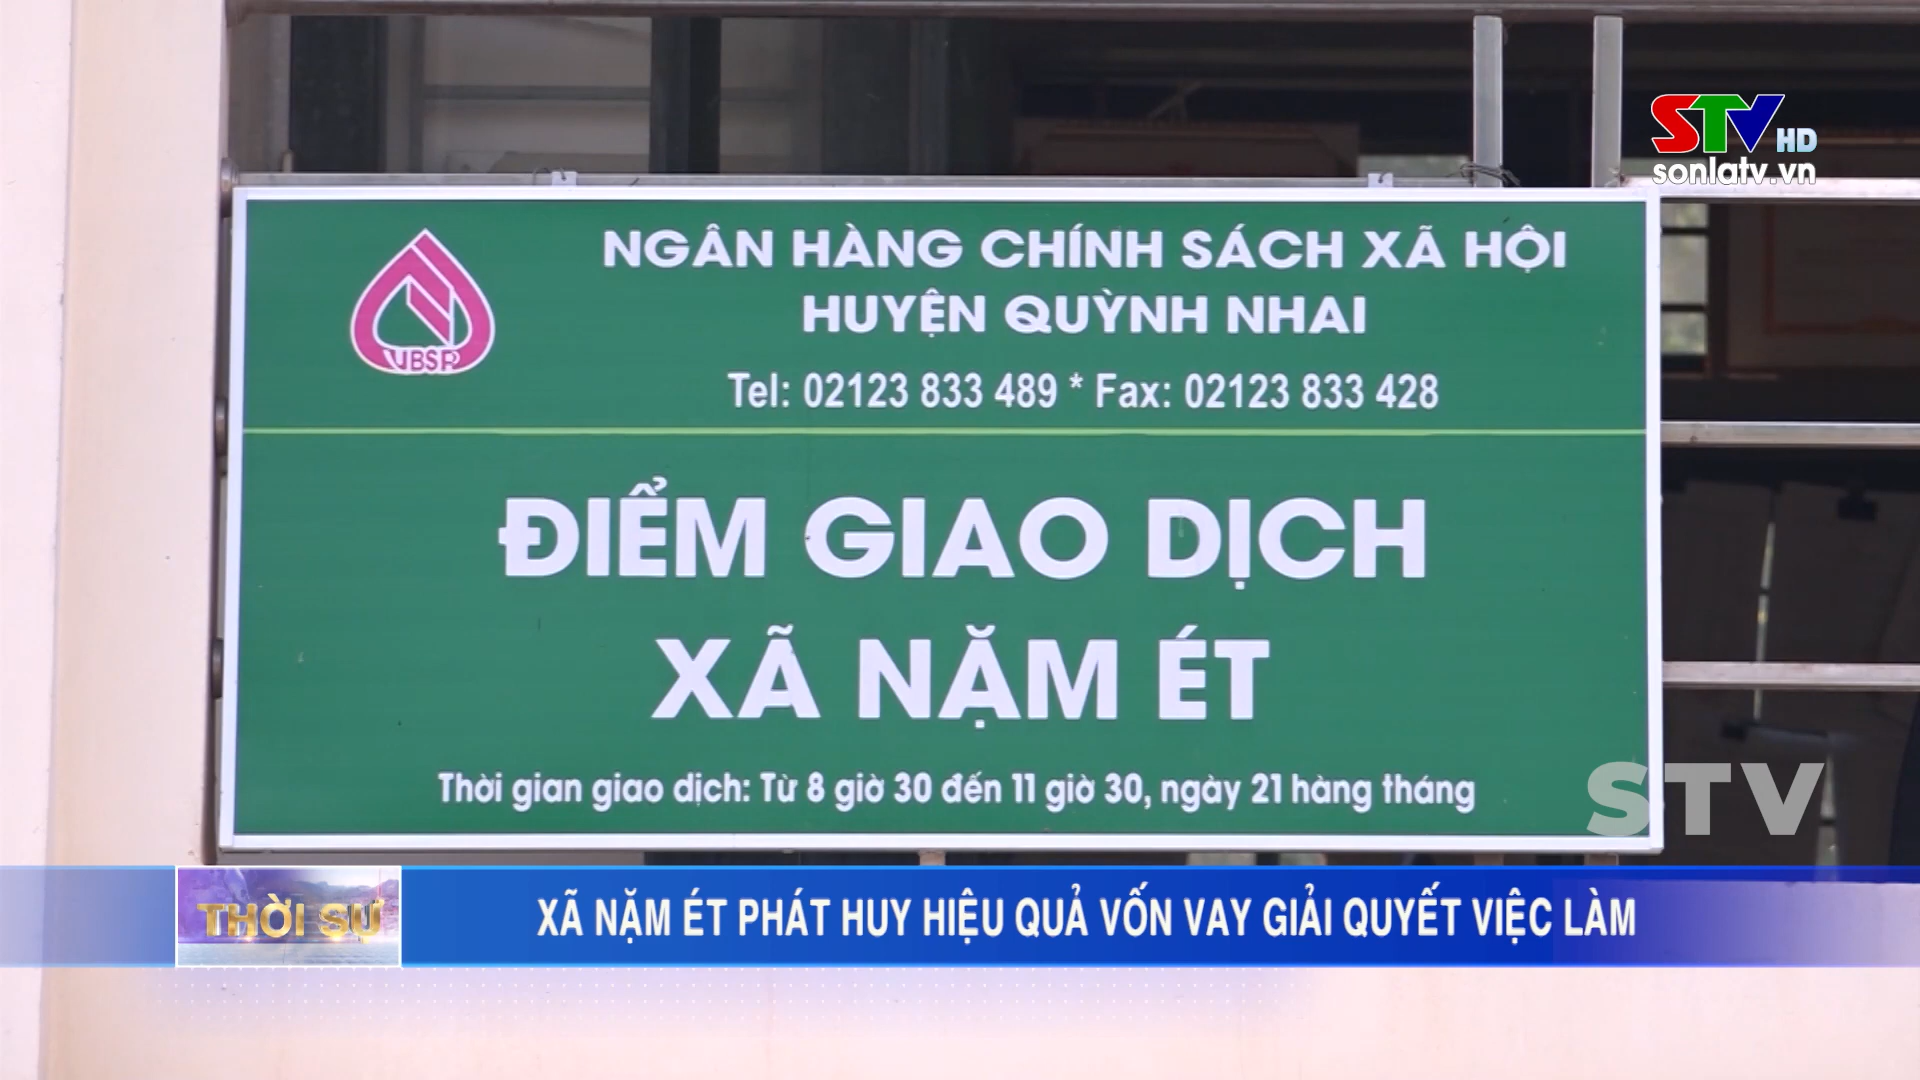 STV HD
sonlatv.vn
NGÂN HÀNG CHÍNH SÁCH XÃ HỘI
HUYỆN QUỲNH NHAI
VBSP
Tel: 02123 833 489 * Fax: 02123 833 428
ĐIỂM GIAO DỊCH
XÃ NẶM ÉT
Thời gian giao dịch: Từ 8 giờ 30 đến 11 giờ 30, ngày 21 hàng tháng
STV
THỜI SỰ
XÃ NẶM ÉT PHÁT HUY HIỆU QUẢ VỐN VAY GIẢI QUYẾT VIỆC LÀM